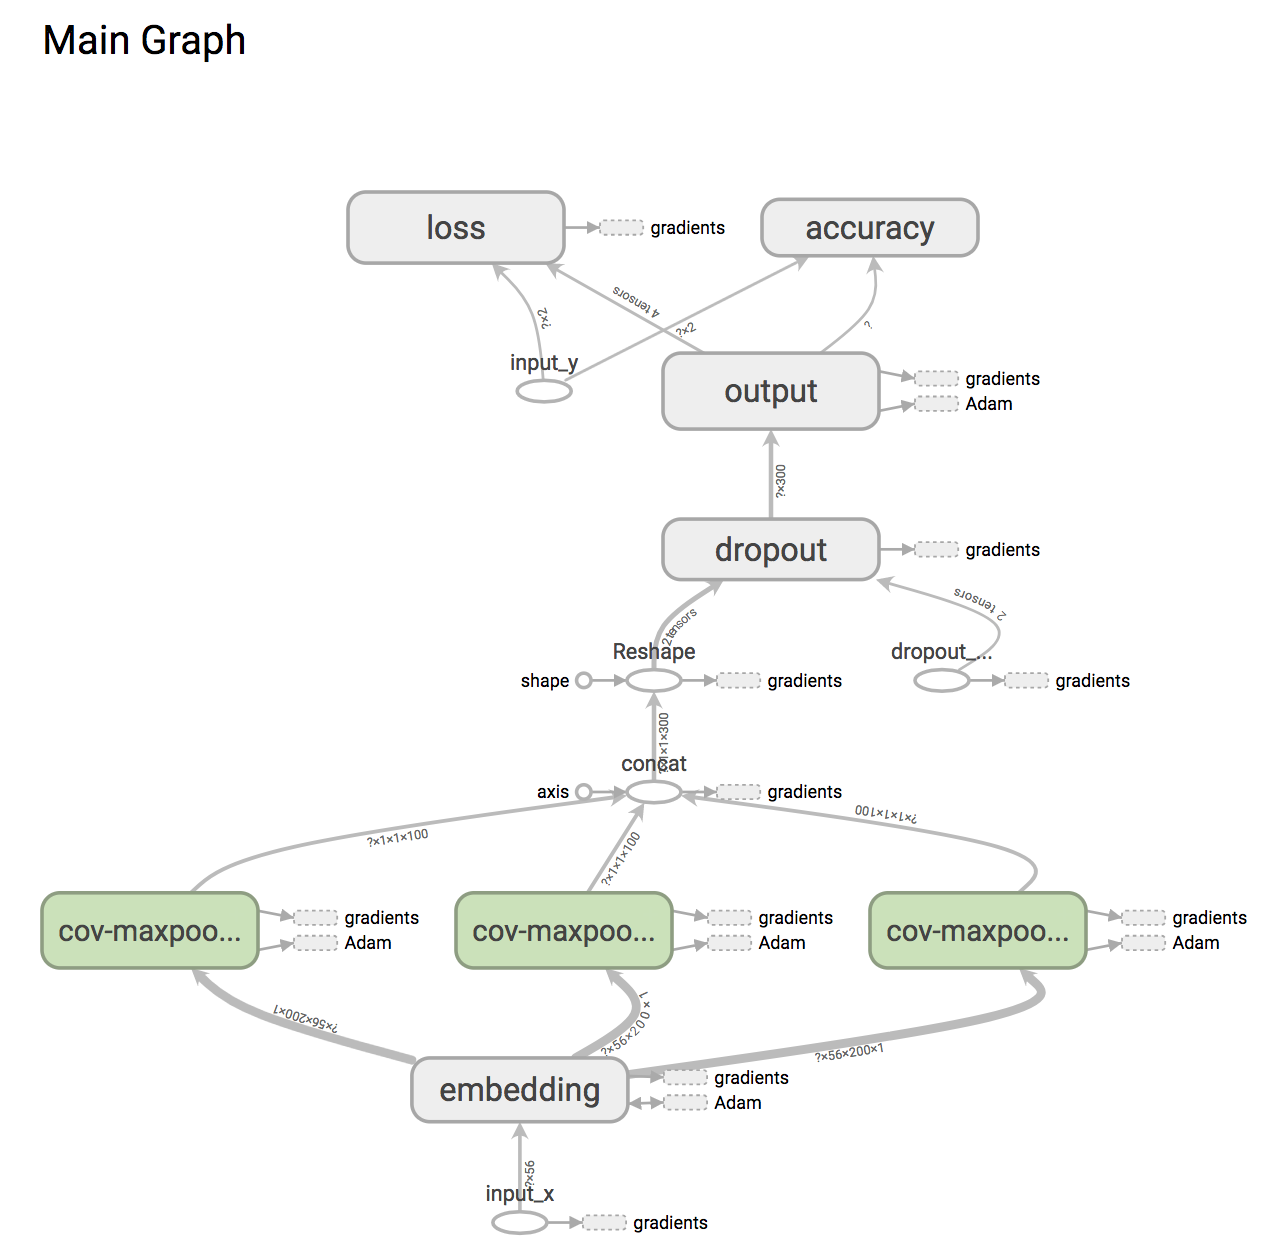 Main Graph
loss
gradients
accuracy
4 tensors
?×2
?×2
?
input_y
output
gradients
Adam
?×300
dropout
gradients
2 tensors
2 tensors
Reshape
dropout_...
shape
gradients
gradients
?×1×1×300
concat
axis
gradients
?×1×1×100
?×1×1×100
?×1×1×100
cov-maxpoo...
gradients
Adam
cov-maxpoo...
gradients
Adam
cov-maxpoo...
gradients
Adam
?×56×200×1
?×56×200×1
?×56×200×1
embedding
gradients
Adam
?×56
input_x
gradients